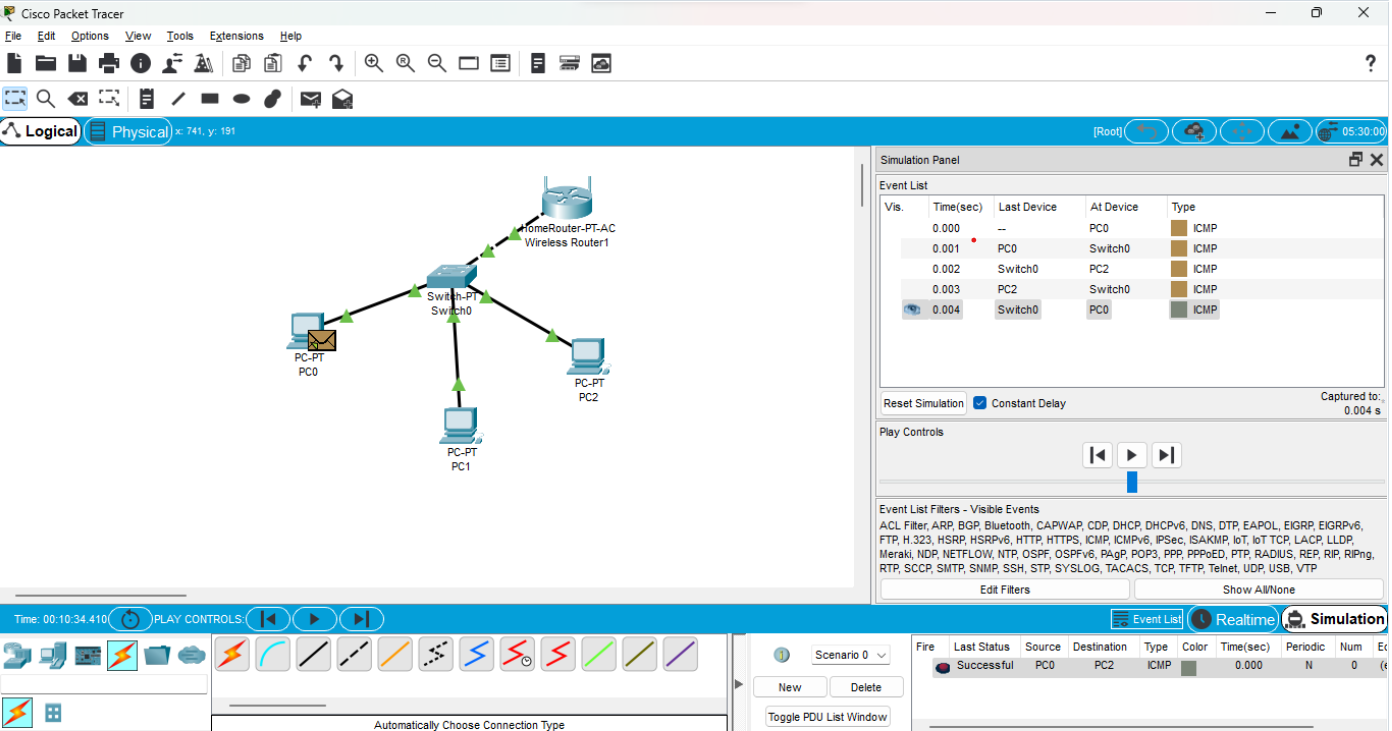 Cisco Packet Tracer
File Edit Options View Tools Extensions Help
?
Logical Physical x: 741, y: 191 [Root] 05:30:00
HomeRouter-PT-AC
Wireless Router1
Switch-PT
Switch0
PC-PT
PC0
PC-PT
PC2
PC-PT
PC1
Simulation Panel
Event List
Vis. Time(sec) Last Device At Device Type
0.000 -- PC0 ICMP
0.001 PC0 Switch0 ICMP
0.002 Switch0 PC2 ICMP
0.003 PC2 Switch0 ICMP
0.004 Switch0 PC0 ICMP
Reset Simulation Constant Delay Captured to:
0.004 s
Play Controls
Event List Filters - Visible Events
ACL Filter, ARP, BGP, Bluetooth, CAPWAP, CDP, DHCP, DHCPv6, DNS, DTP, EAPOL, EIGRP, EIGRPv6,
FTP, H.323, HSRP, HSRPv6, HTTP, HTTPS, ICMP, ICMPv6, IPSec, ISAKMP, IoT, IoT TCP, LACP, LLDP,
Meraki, NDP, NETFLOW, NTP, OSPF, OSPFv6, PAgP, POP3, PPP, PPPoED, PTP, RADIUS, REP, RIP, RIPng,
RTP, SCCP, SMTP, SNMP, SSH, STP, SYSLOG, TACACS, TCP, TFTP, Telnet, UDP, USB, VTP
Edit Filters Show All/None
Time: 00:10:34.410 PLAY CONTROLS: Event List Realtime Simulation
Automatically Choose Connection Type
Scenario 0
New Delete
Toggle PDU List Window
Fire Last Status Source Destination Type Color Time(sec) Periodic Num
Successful PC0 PC2 ICMP 0.000 N 0